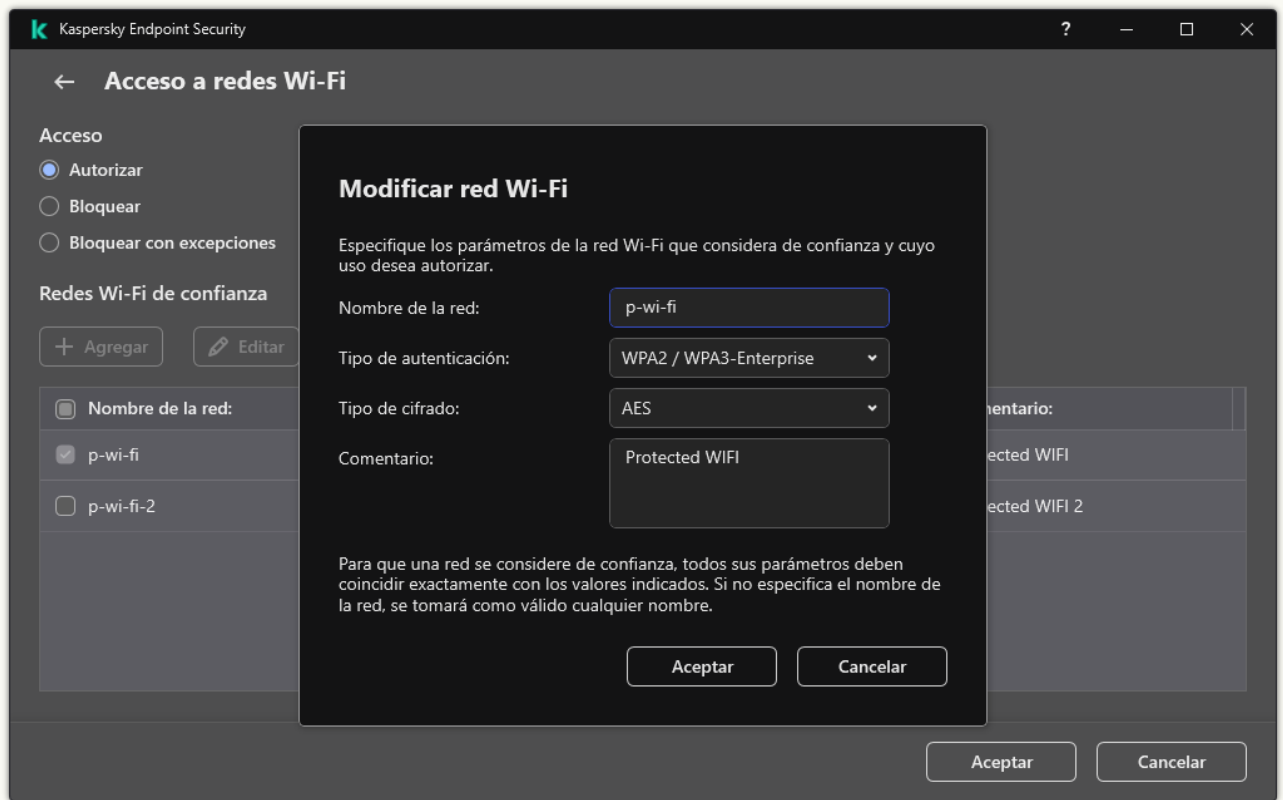 Kaspersky Endpoint Security
?
Acceso a redes Wi-Fi
Acceso
Autorizar
Bloquear
Bloquear con excepciones
Redes Wi-Fi de confianza
Agregar
Editar
Nombre de la red:
p-wi-fi
p-wi-fi-2
Modificar red Wi-Fi
Especifique los parámetros de la red Wi-Fi que considera de confianza y cuyo
uso desea autorizar.
Nombre de la red: p-wi-fi
Tipo de autenticación: WPA2 / WPA3-Enterprise
Tipo de cifrado: AES
Comentario: Protected WIFI
Para que una red se considere de confianza, todos sus parámetros deben
coincidir exactamente con los valores indicados. Si no especifica el nombre de
la red, se tomará como válido cualquier nombre.
Aceptar Cancelar
entario:
ected WIFI
ected WIFI 2
Aceptar Cancelar